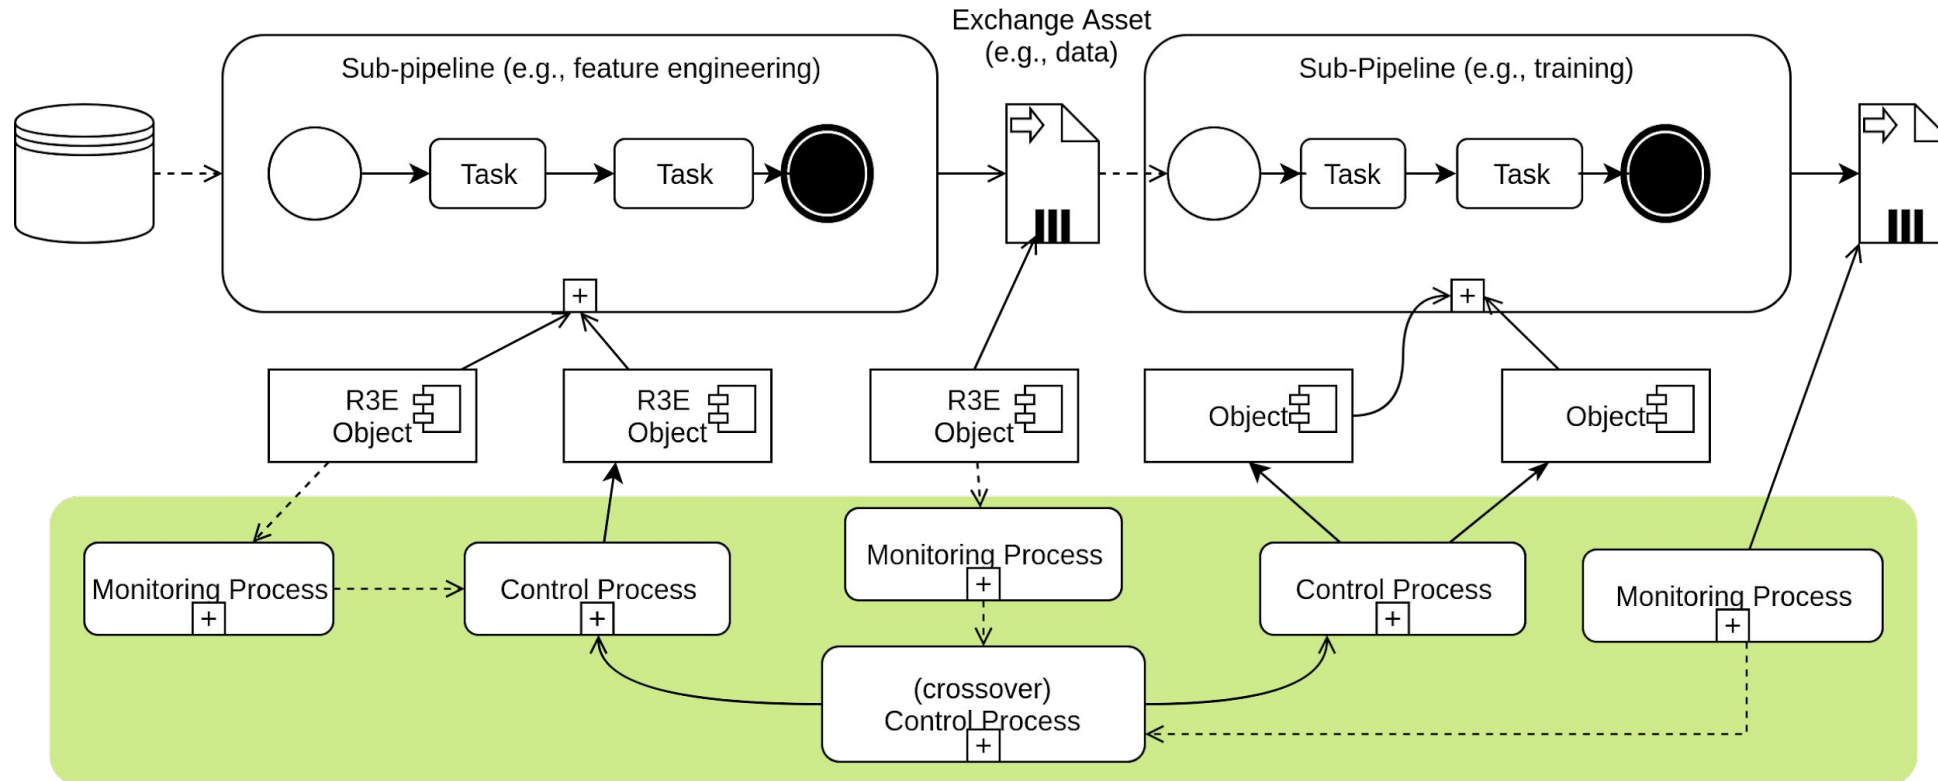 Exchange Asset
(e.g., data)
Sub-pipeline (e.g., feature engineering)
Sub-Pipeline (e.g., training)
Task
Task
Task
Task
+
+
R3E
Object
R3E
Object
R3E
Object
Object
Object
Monitoring Process
+
Control Process
+
Monitoring Process
+
Control Process
+
Monitoring Process
+
(crossover)
Control Process
+